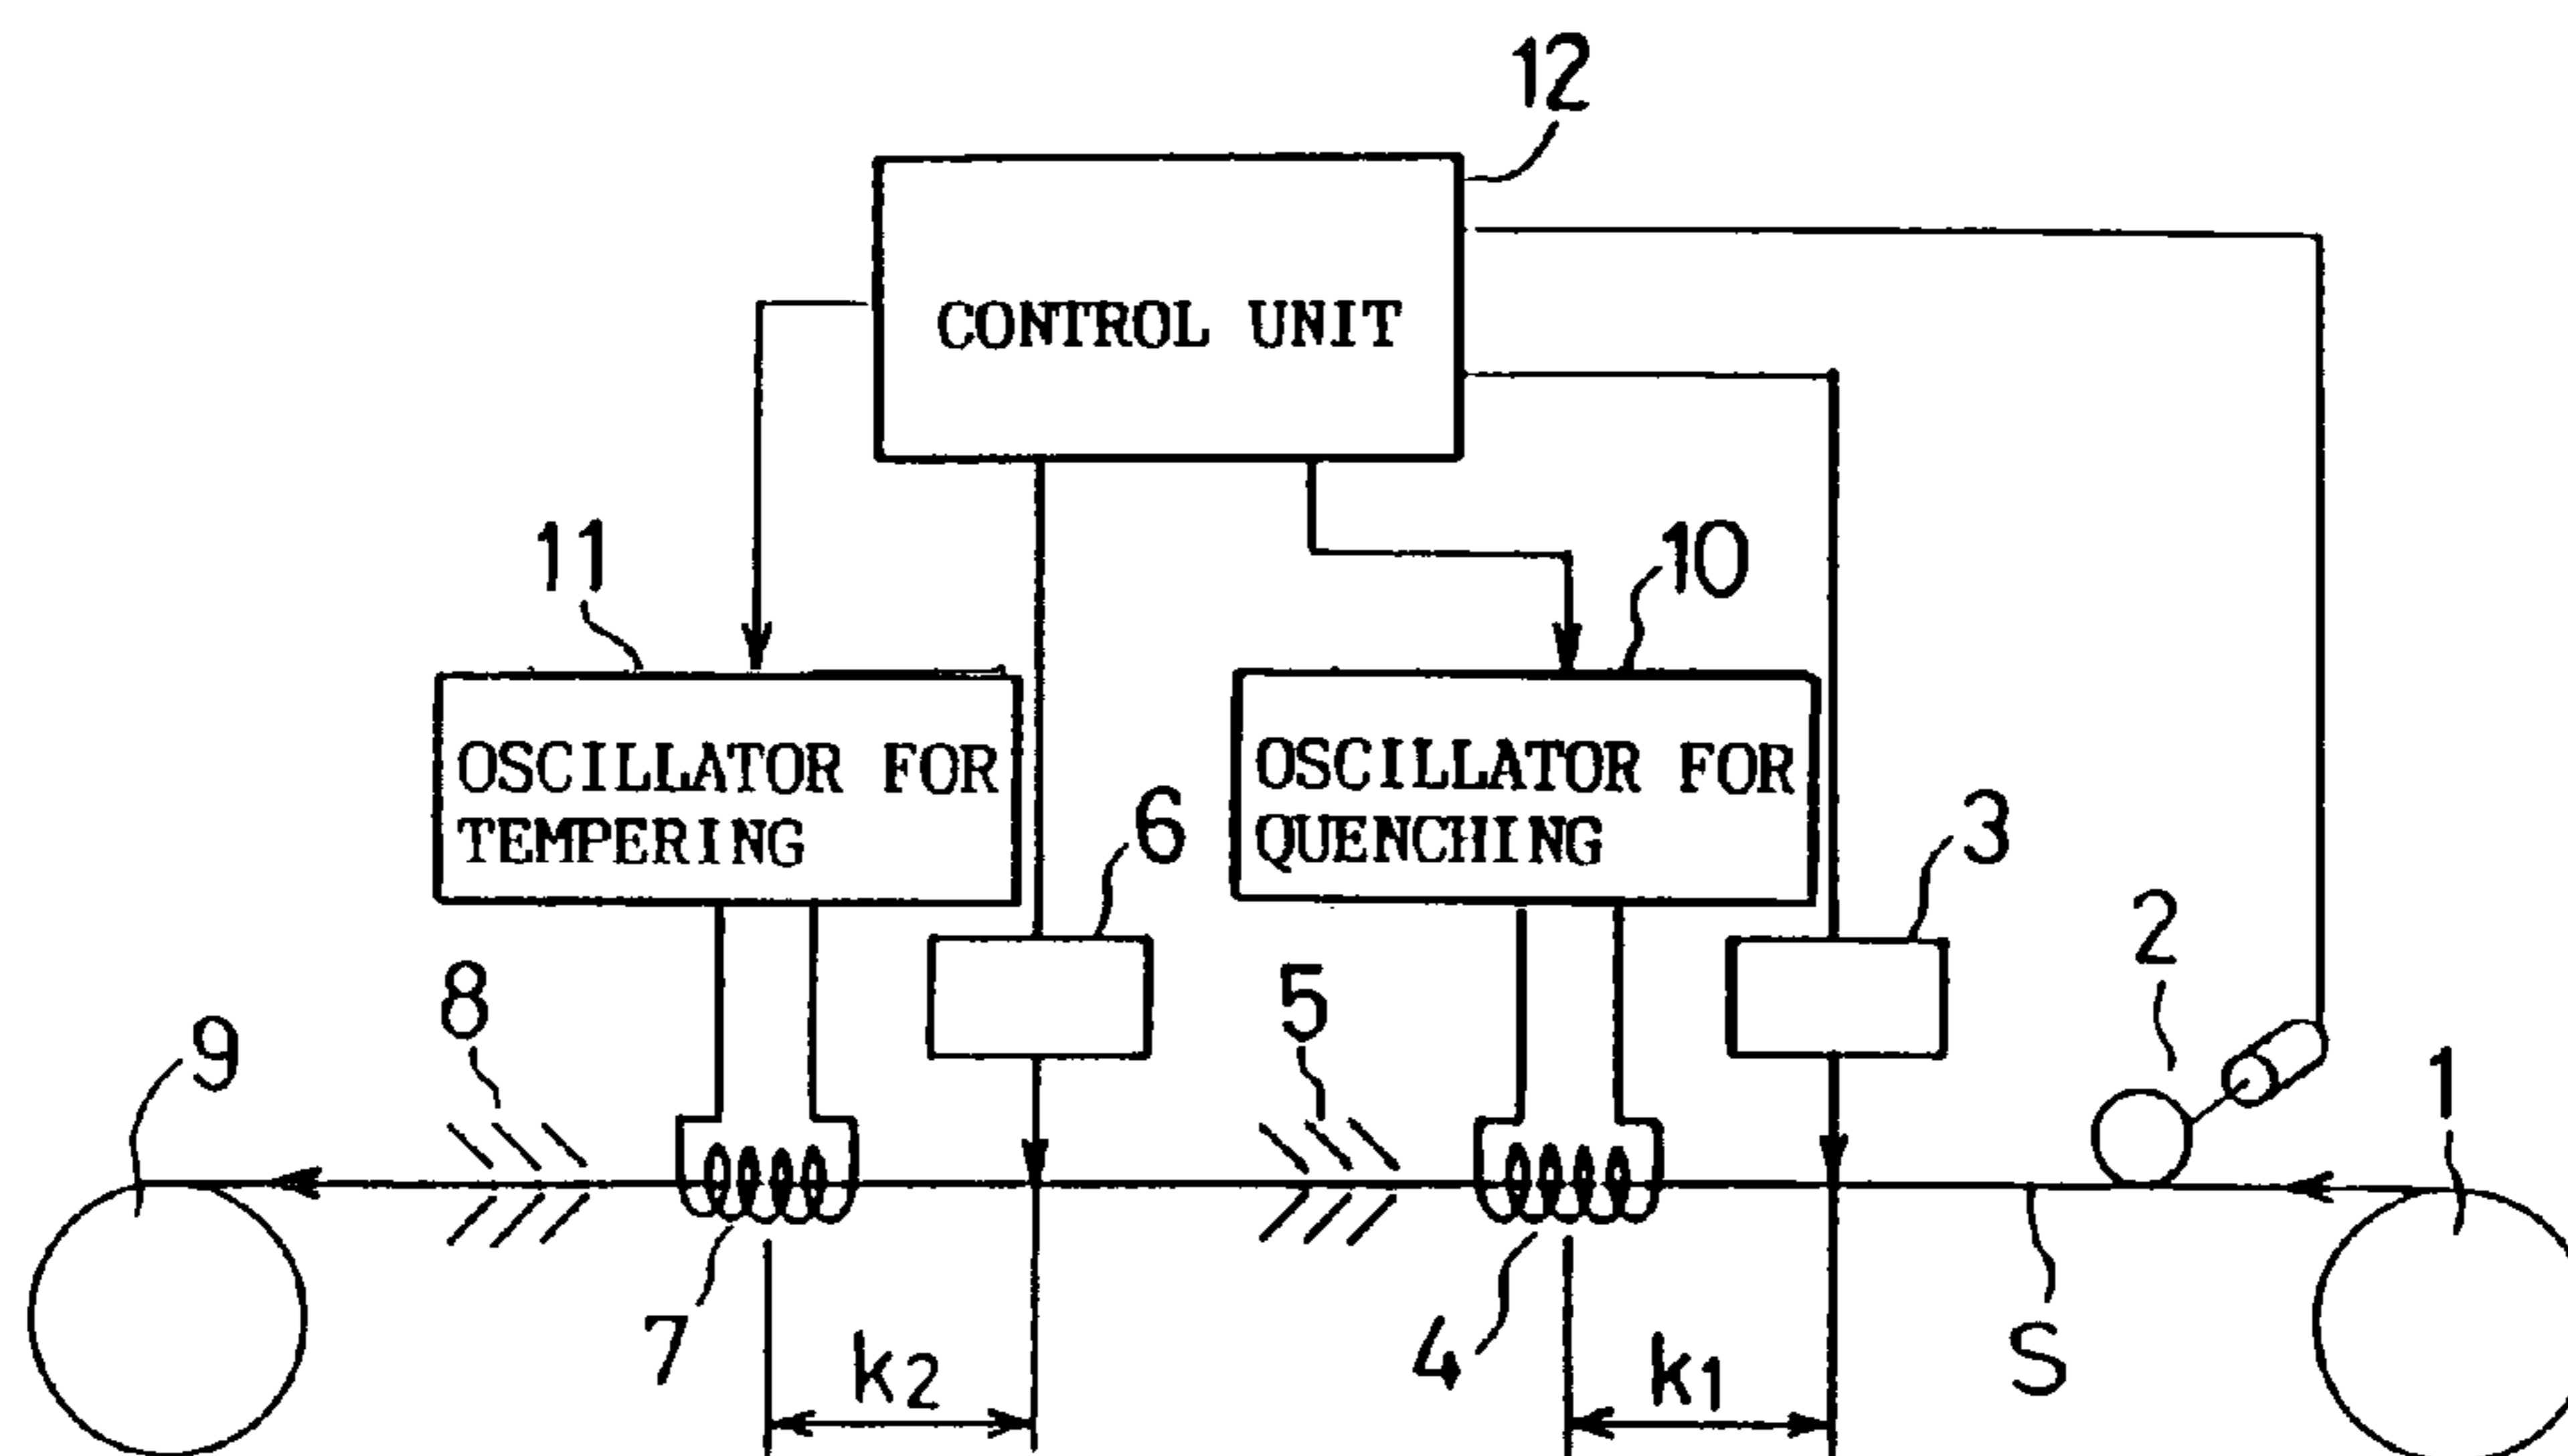 12
CONTROL UNIT
11
10
OSCILLATOR FOR
TEMPERING
OSCILLATOR FOR
QUENCHING
6
3
2
8
5
9
1
7
4
S
k2
k1